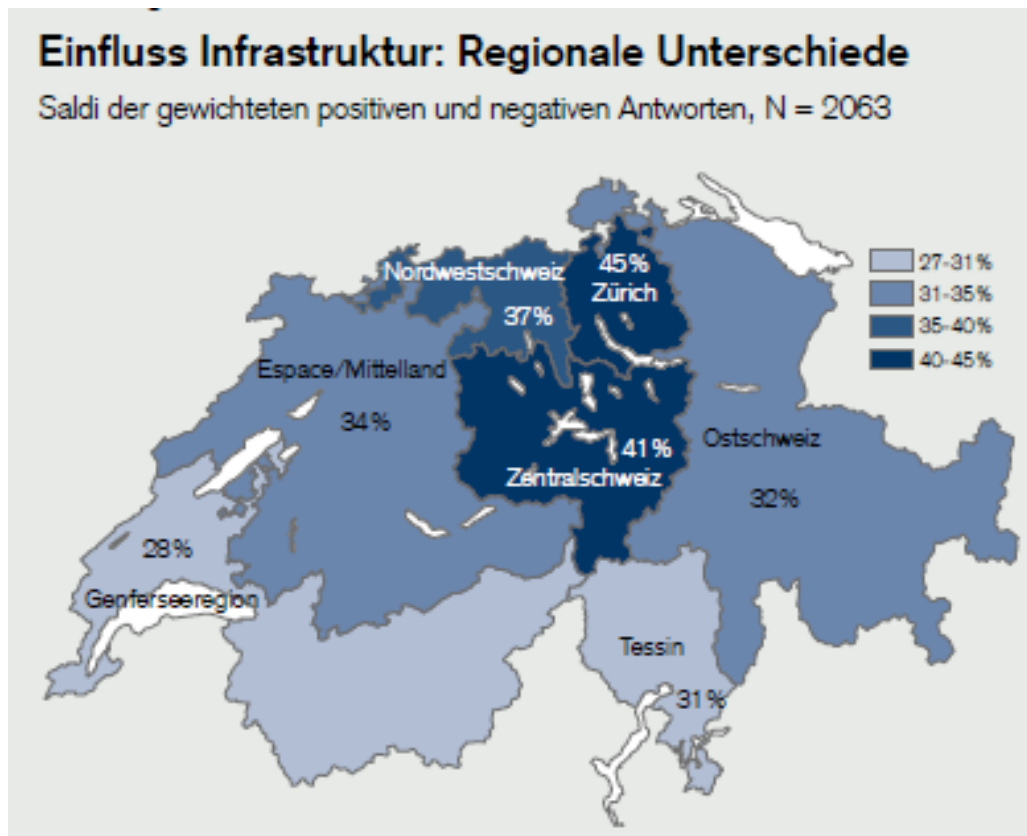 Einfluss Infrastruktur: Regionale Unterschiede
Saldi der gewichteten positiven und negativen Antworten, N = 2063
Nordwestschweiz
37%
45%
Zürich
27-31%
31-35%
35-40%
40-45%
Espace/Mittelland
34%
41%
Zentralschweiz
Ostschweiz
32%
28%
Genferseeregion
Tessin
31%